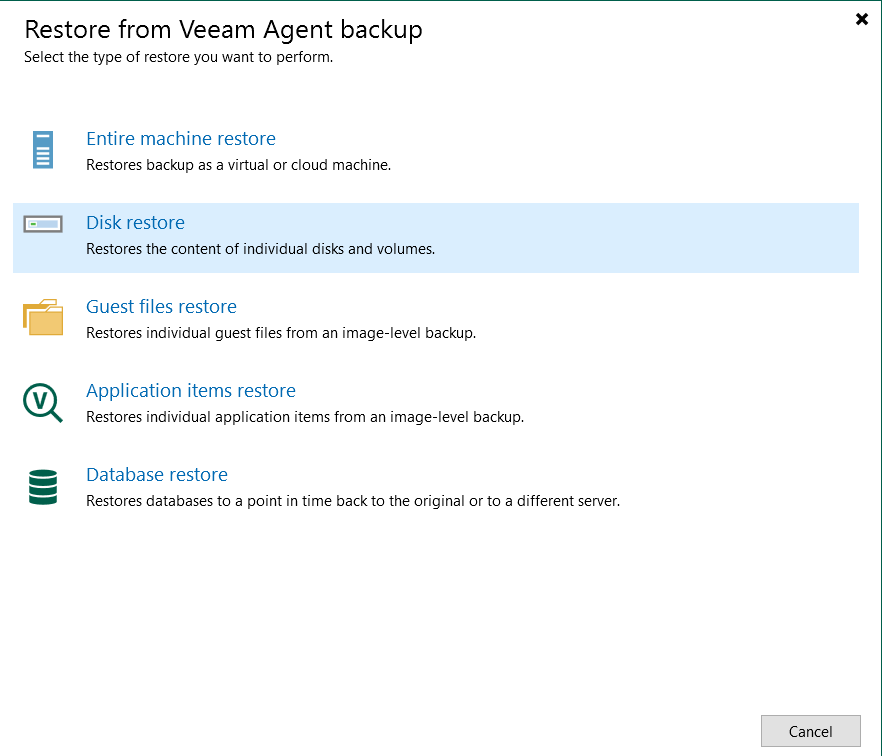 Restore from Veeam Agent backup
Select the type of restore you want to perform.
Entire machine restore
Restores backup as a virtual or cloud machine.
Disk restore
Restores the content of individual disks and volumes.
Guest files restore
Restores individual guest files from an image-level backup.
V
Application items restore
Restores individual application items from an image-level backup.
Database restore
Restores databases to a point in time back to the original or to a different server.
Cancel